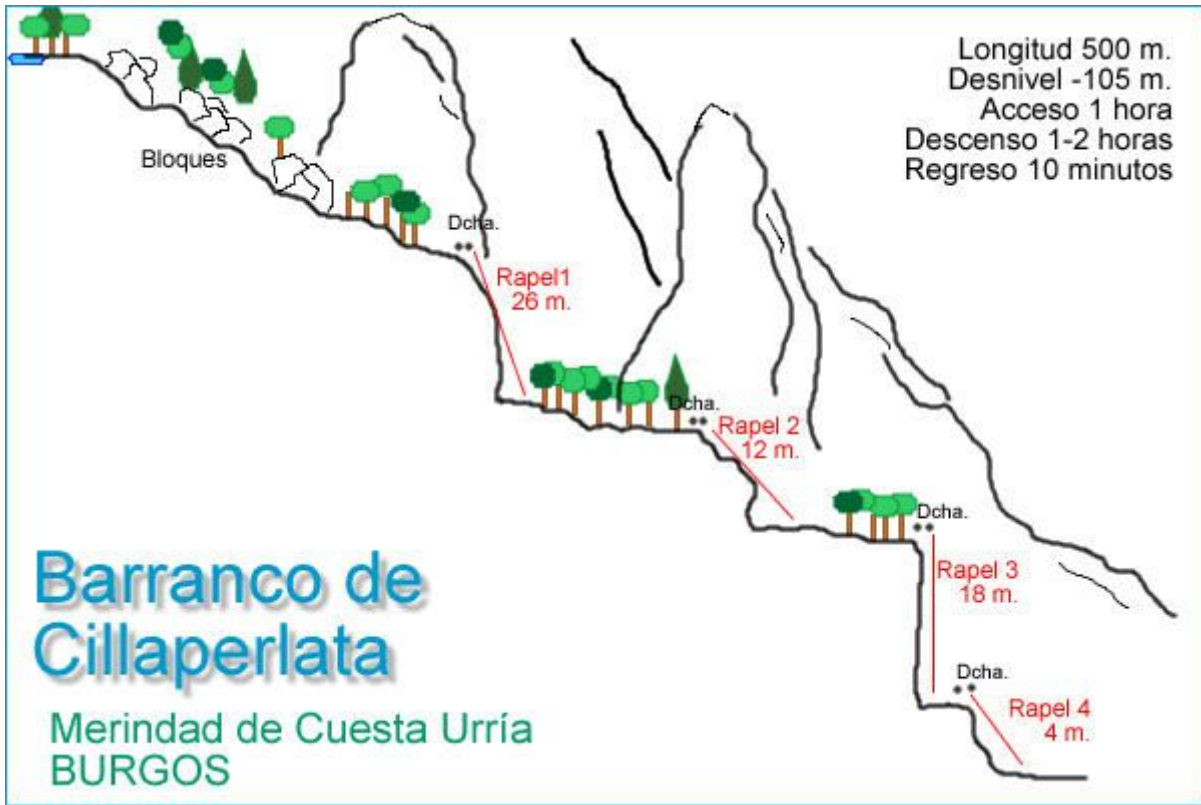 Longitud 500 m.
Desnivel -105 m.
Acceso 1 hora
Descenso 1-2 horas
Regreso 10 minutos
Bloques
Dcha.
Rapel1
26 m.
Dcha.
Rapel 2
12 m.
Dcha.
Rapel 3
18 m.
Dcha.
Rapel 4
4 m.
Barranco de
Cillaperlata
Merindad de Cuesta Urría
BURGOS